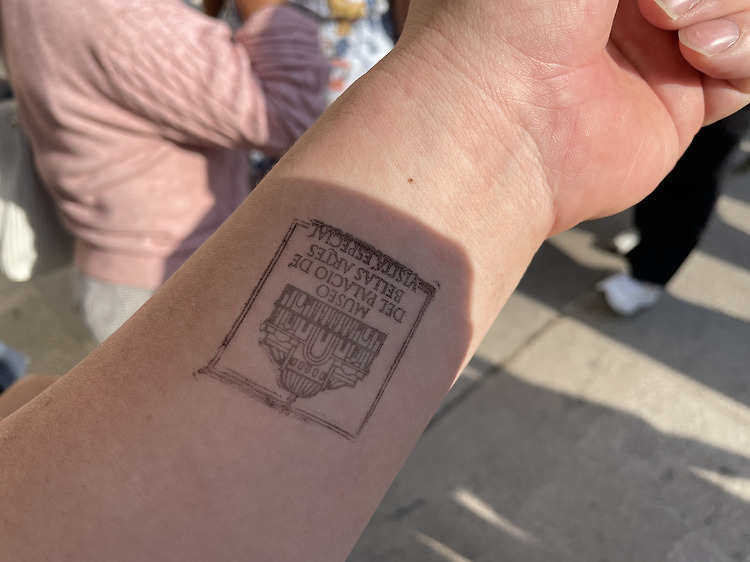 MUSEO
DEL PALACIO DE
BELLAS ARTES
VISITA ESPECIAL